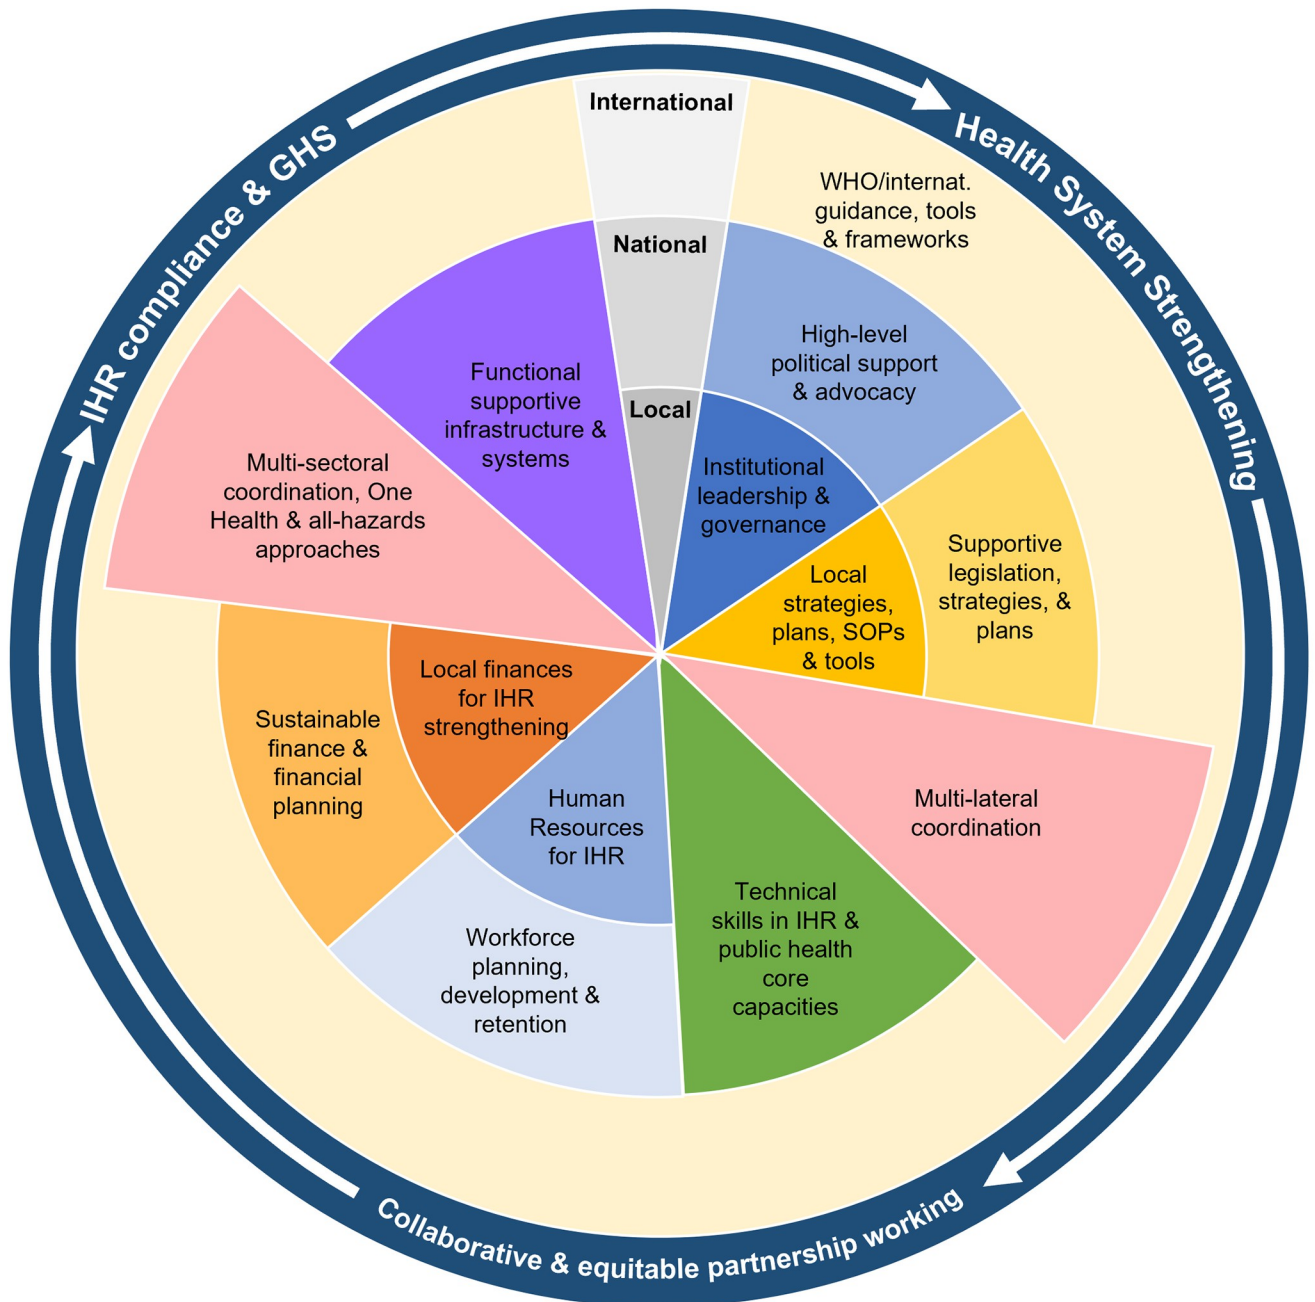 IHR compliance & GHS
Health System Strengthening
Collaborative & equitable partnership working
International
National
Local
WHO/internat.
guidance, tools
& frameworks
High-level
political support
& advocacy
Institutional
leadership &
governance
Supportive
legislation,
strategies, &
plans
Local
strategies,
plans, SOPs
& tools
Multi-lateral
coordination
Technical
skills in IHR &
public health
core
capacities
Human
Resources
for IHR
Workforce
planning,
development &
retention
Local finances
for IHR
strengthening
Sustainable
finance &
financial
planning
Multi-sectoral
coordination, One
Health & all-hazards
approaches
Functional
supportive
infrastructure &
systems